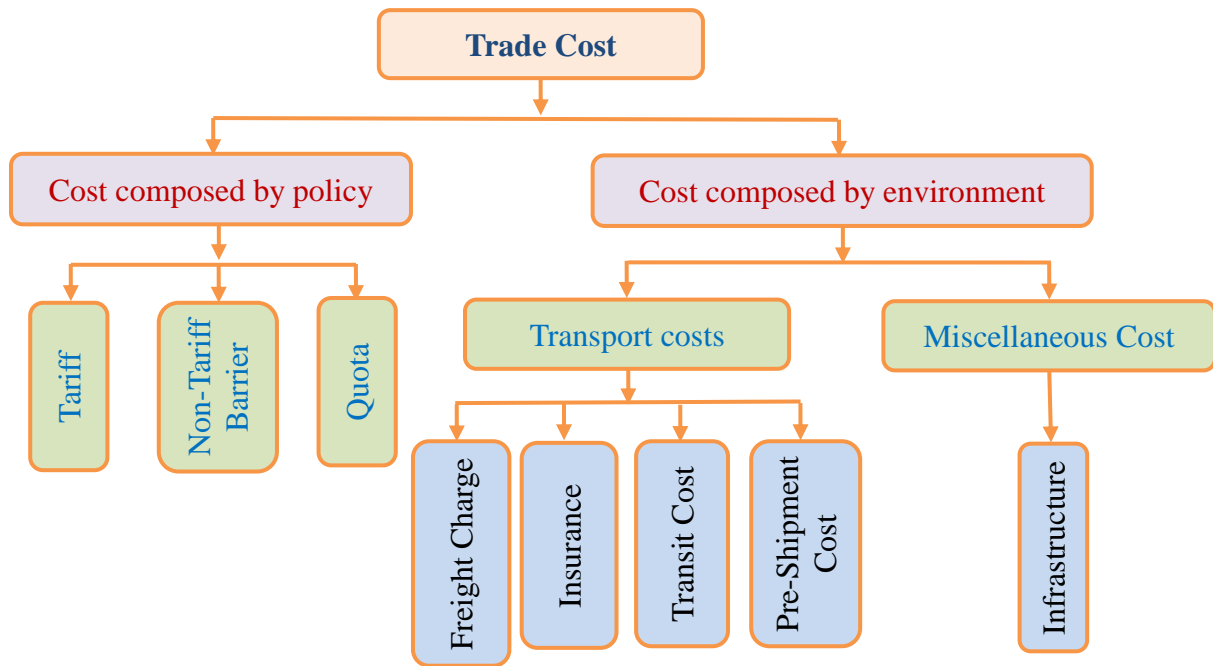 Trade Cost
Cost composed by policy
Cost composed by environment
Tariff
Non-Tariff
Barrier
Quota
Transport costs
Miscellaneous Cost
Freight Charge
Insurance
Transit Cost
Pre-Shipment
Cost
Infrastructure